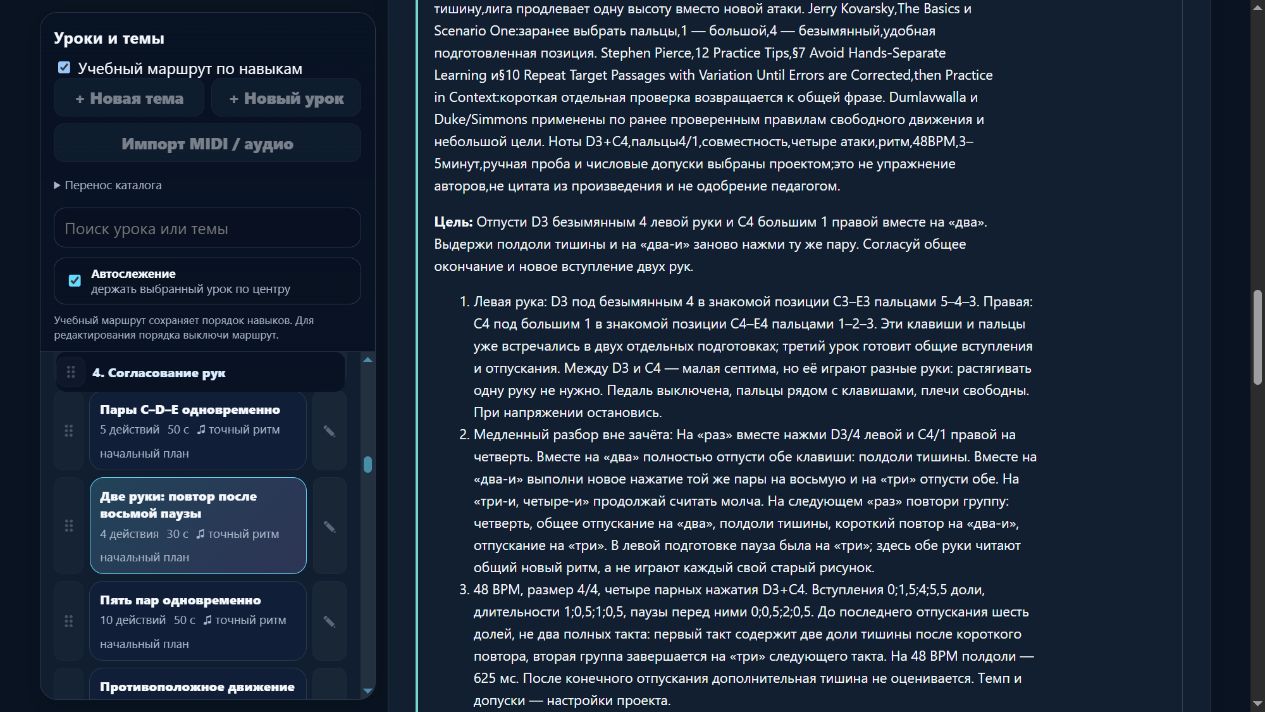 Уроки и темы
Учебный маршрут по навыкам
+ Новая тема
+ Новый урок
Импорт MIDI / аудио
▶ Перенос каталога
Поиск урока или темы
Автослежение
держать выбранный урок по центру
Учебный маршрут сохраняет порядок навыков. Для
редактирования порядка выключи маршрут.
4. Согласование рук
Пары C–D–E одновременно
5 действий 50 с ♫ точный ритм
начальный план
Две руки: повтор после
восьмой паузы
4 действия 30 с ♫ точный ритм
начальный план
Пять пар одновременно
10 действий 50 с ♫ точный ритм
начальный план
Противоположное движение
тишину,лига продлевает одну высоту вместо новой атаки. Jerry Kovarsky,The Basics и
Scenario One:заранее выбрать пальцы,1 — большой,4 — безымянный,удобная
подготовленная позиция. Stephen Pierce,12 Practice Tips,§7 Avoid Hands-Separate
Learning и§10 Repeat Target Passages with Variation Until Errors are Corrected,then Practice
in Context:короткая отдельная проверка возвращается к общей фразе. Dumlavwalla и
Duke/Simmons применены по ранее проверенным правилам свободного движения и
небольшой цели. Ноты D3+C4,пальцы4/1,совместность,четыре атаки,ритм,48BPM,3–
5минут,ручная проба и числовые допуски выбраны проектом;это не упражнение
авторов,не цитата из произведения и не одобрение педагогом.
Цель: Отпусти D3 безымянным 4 левой руки и C4 большим 1 правой вместе на «два».
Выдержи полдоли тишины и на «два-и» заново нажми ту же пару. Согласуй общее
окончание и новое вступление двух рук.
1. Левая рука: D3 под безымянным 4 в знакомой позиции C3–E3 пальцами 5–4–3. Правая:
C4 под большим 1 в знакомой позиции C4–E4 пальцами 1–2–3. Эти клавиши и пальцы
уже встречались в двух отдельных подготовках; третий урок готовит общие вступления
и отпускания. Между D3 и C4 — малая септима, но её играют разные руки: растягивать
одну руку не нужно. Педаль выключена, пальцы рядом с клавишами, плечи свободны.
При напряжении остановись.
2. Медленный разбор вне зачёта: На «раз» вместе нажми D3/4 левой и C4/1 правой на
четверть. Вместе на «два» полностью отпусти обе клавиши: полдоли тишины. Вместе на
«два-и» выполни новое нажатие той же пары на восьмую и на «три» отпусти обе. На
«три-и, четыре-и» продолжай считать молча. На следующем «раз» повтори группу:
четверть, общее отпускание на «два», полдоли тишины, короткий повтор на «два-и»,
отпускание на «три». В левой подготовке пауза была на «три»; здесь обе руки читают
общий новый ритм, а не играют каждый свой старый рисунок.
3. 48 BPM, размер 4/4, четыре парных нажатия D3+C4. Вступления 0;1,5;4;5,5 доли,
длительности 1;0,5;1;0,5, паузы перед ними 0;0,5;2;0,5. До последнего отпускания шесть
долей, не два полных такта: первый такт содержит две доли тишины после короткого
повтора, вторая группа завершается на «три» следующего такта. На 48 BPM полдоли —
625 мс. После конечного отпускания дополнительная тишина не оценивается. Темп и
допуски — настройки проекта.